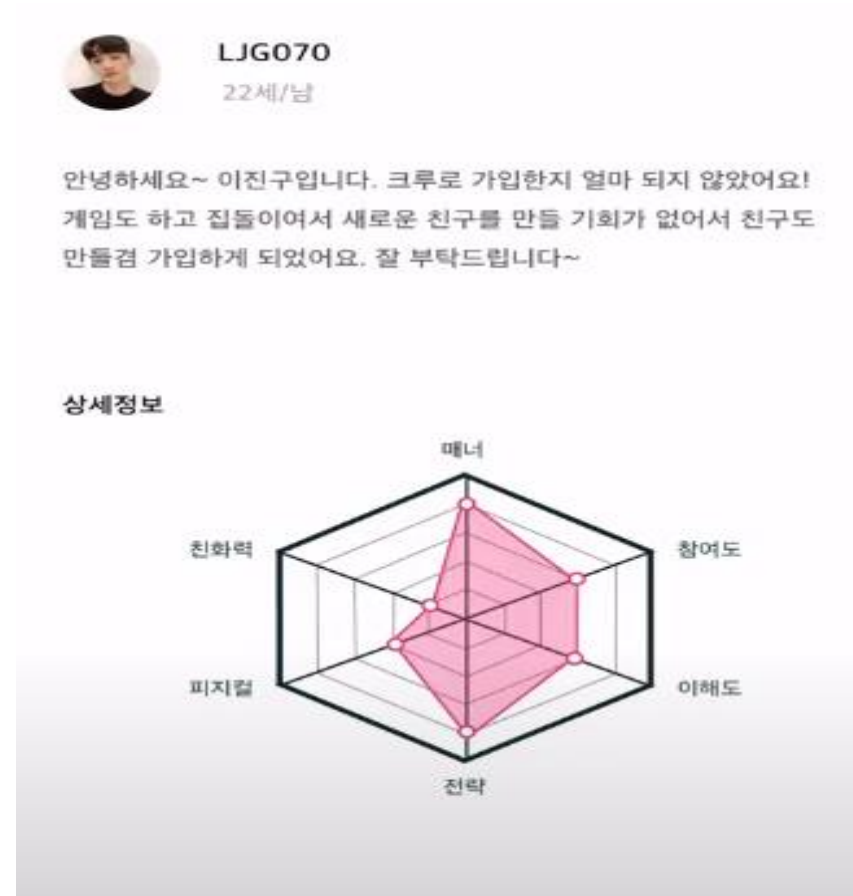 LJG070
22세/남
안녕하세요~ 이진구입니다. 크루로 가입한지 얼마 되지 않았어요!
게임도 하고 집돌이여서 새로운 친구를 만들 기회가 없어서 친구도
만들겸 가입하게 되었어요. 잘 부탁드립니다~
상세정보
매너
친화력
참여도
피지컬
이해도
전략